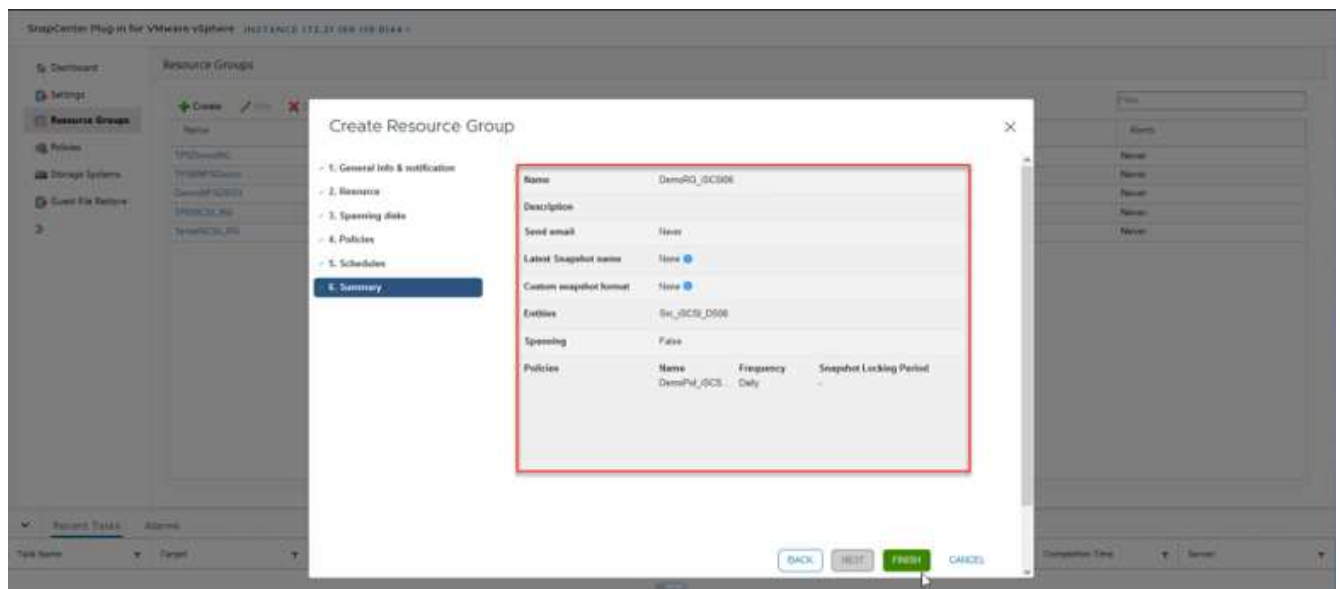 SnapCenter Plug-in for VMware vSphere
Dashboard
Settings
Resource Groups
Policies
Storage Systems
Guest File Restore
Resource Groups
Create
Name
Alerts
Never
Never
Never
Never
Never
Create Resource Group
1. General info & notification
2. Resource
3. Spanning disks
4. Policies
5. Schedules
6. Summary
Name DemoRG_iSCSI06
Description
Send email Never
Latest Snapshot name None
Custom snapshot format None
Entities Src_iSCSI_DS06
Spanning False
Policies Name Frequency Snapshot Locking Period
DemoPol_iSCS... Daily -
BACK NEXT FINISH CANCEL
Recent Tasks Alarms
Task Name Target Completion Time Server